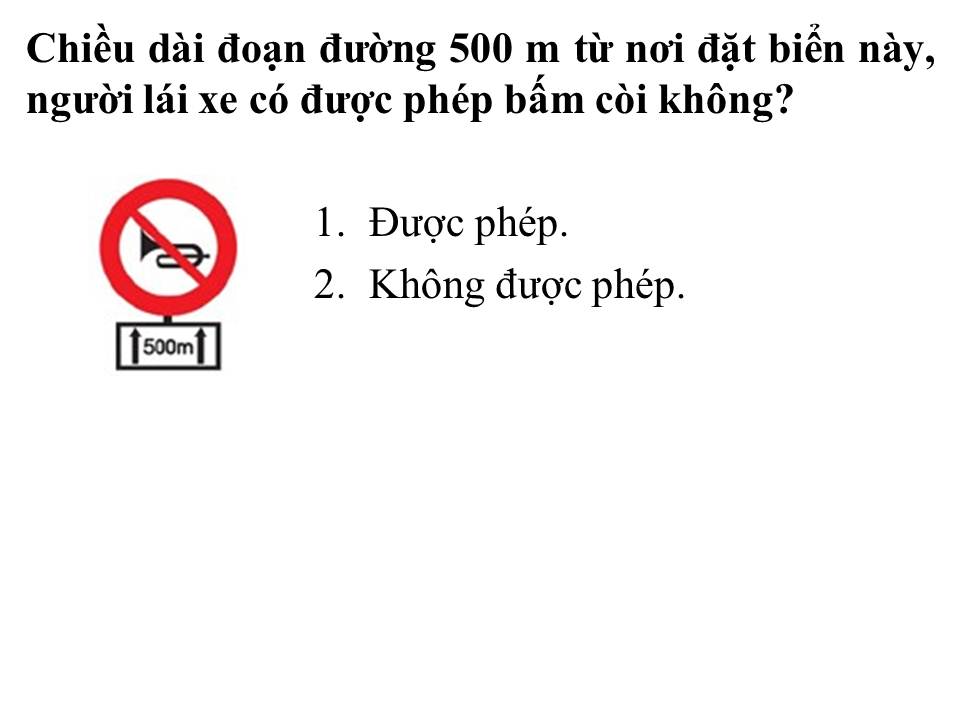 Chiều dài đoạn đường 500 m từ nơi đặt biển này,
người lái xe có được phép bấm còi không?
1. Được phép.
2. Không được phép.
500m